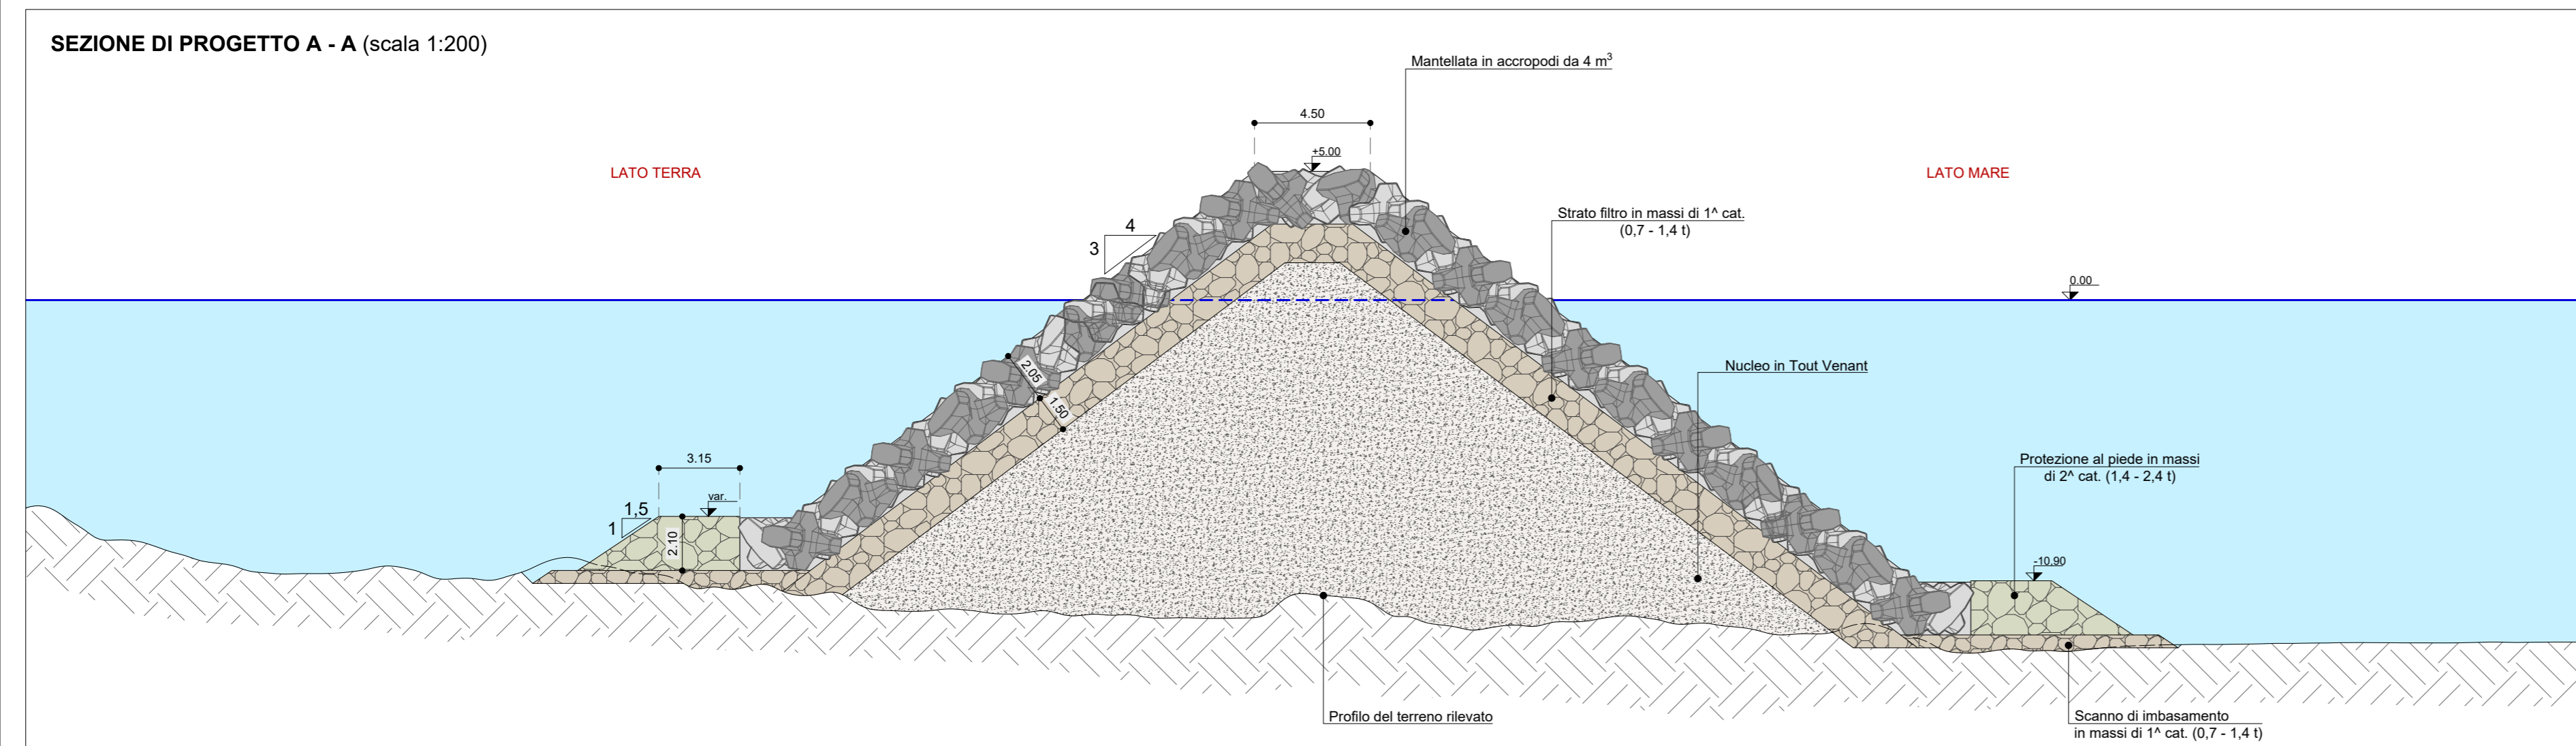 SEZIONE DI PROGETTO A - A (scala 1:200)
Mantellata in accropodi da 4 m³
4.50
+5.00
LATO TERRA
LATO MARE
Strato filtro in massi di 1^ cat.
(0,7 - 1,4 t)
4
3
0.00
2.05
1.50
Nucleo in Tout Venant
3.15
var.
1,5
1
2.10
Protezione al piede in massi
di 2^ cat. (1,4 - 2,4 t)
-10.90
Profilo del terreno rilevato
Scanno di imbasamento
in massi di 1^ cat. (0,7 - 1,4 t)